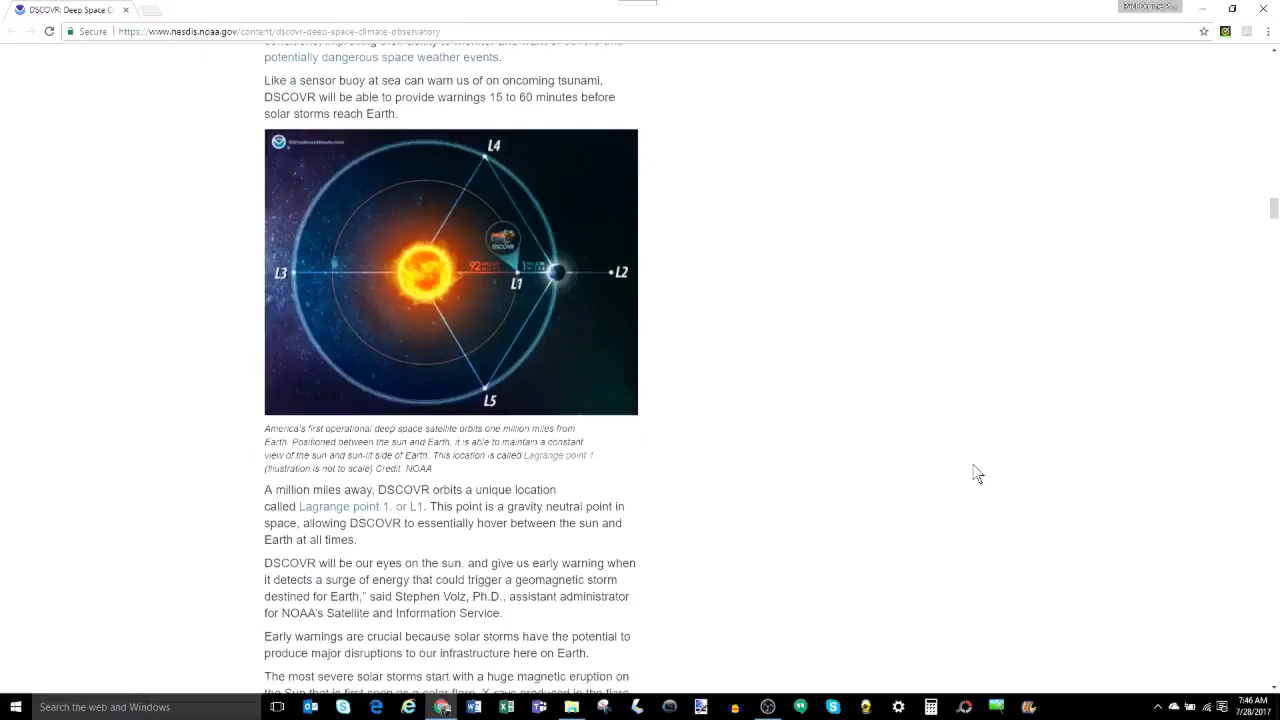 DSCOVR: Deep Space C
Secure https://www.nesdis.noaa.gov/content/dscovr-deep-space-climate-observatory
potentially dangerous space weather events.
Like a sensor buoy at sea can warn us of on oncoming tsunami,
DSCOVR will be able to provide warnings 15 to 60 minutes before
solar storms reach Earth.
L4
DSCOVR
L3
92
L1
L2
L5
America's first operational deep space satellite orbits one million miles from
Earth. Positioned between the sun and Earth, it is able to maintain a constant
view of the sun and sun-lit side of Earth. This location is called Lagrange point 1
(Illustration is not to scale) Credit: NOAA
A million miles away, DSCOVR orbits a unique location
called Lagrange point 1. or L1. This point is a gravity neutral point in
space, allowing DSCOVR to essentially hover between the sun and
Earth at all times.
DSCOVR will be our eyes on the sun. and give us early warning when
it detects a surge of energy that could trigger a geomagnetic storm
destined for Earth," said Stephen Volz, Ph.D., assistant administrator
for NOAA's Satellite and Information Service.
Early warnings are crucial because solar storms have the potential to
produce major disruptions to our infrastructure here on Earth.
The most severe solar storms start with a huge magnetic eruption on
the Sun that is first seen as a solar flare. X-rays produced in the flare
Search the web and Windows
7:46 AM
7/28/2017